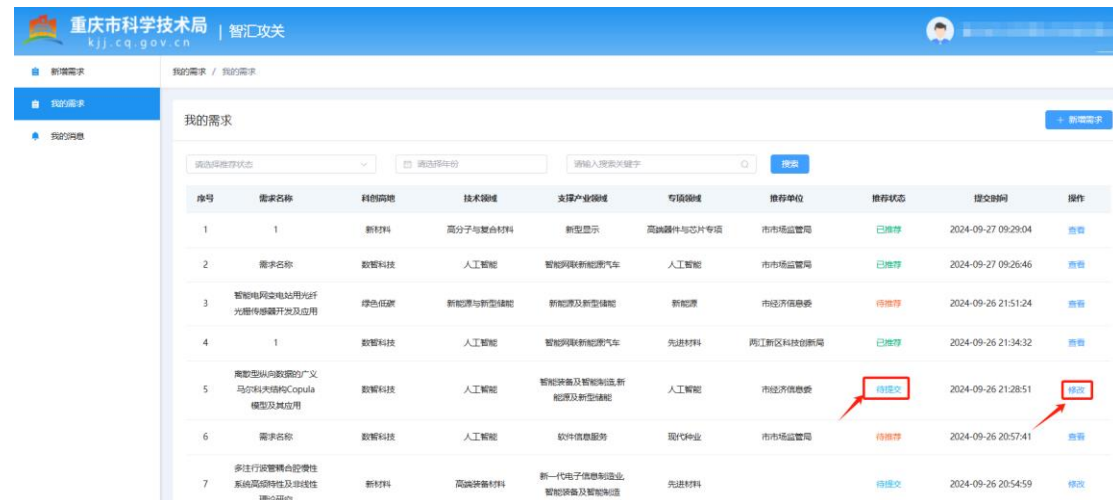 重庆市科学技术局 | 智汇攻关
kjj.cq.gov.cn
新增需求
我的需求 / 我的需求
我的需求
我的消息
我的需求
+ 新增需求
请选择推荐状态 请选择年份 请输入搜索关键字 搜索
序号 需求名称 科创高地 技术领域 支撑产业领域 专项领域 推荐单位 推荐状态 提交时间 操作
1 1 新材料 高分子与复合材料 新型显示 高端器件与芯片专项 市市场监管局 已推荐 2024-09-27 09:29:04 查看
2 需求名称 数智科技 人工智能 智能网联新能源汽车 人工智能 市市场监管局 已推荐 2024-09-27 09:26:46 查看
3 智能电网变电站用光纤光栅传感器开发及应用 绿色低碳 新能源与新型储能 新能源及新型储能 新能源 市经济信息委 待推荐 2024-09-26 21:51:24 查看
4 1 数智科技 人工智能 智能网联新能源汽车 先进材料 两江新区科技创新局 已推荐 2024-09-26 21:34:32 查看
5 离散型纵向数据的广义马尔科夫结构Copula模型及其应用 数智科技 人工智能 智能装备及智能制造,新能源及新型储能 人工智能 市经济信息委 待提交 2024-09-26 21:28:51 修改
6 需求名称 数智科技 人工智能 软件信息服务 现代种业 市市场监管局 待推荐 2024-09-26 20:57:41 查看
7 多注行波管耦合腔慢性系统高频特性及非线性理论研究 新材料 高端装备材料 新一代电子信息制造业,智能装备及智能制造 先进材料 待提交 2024-09-26 20:54:59 修改